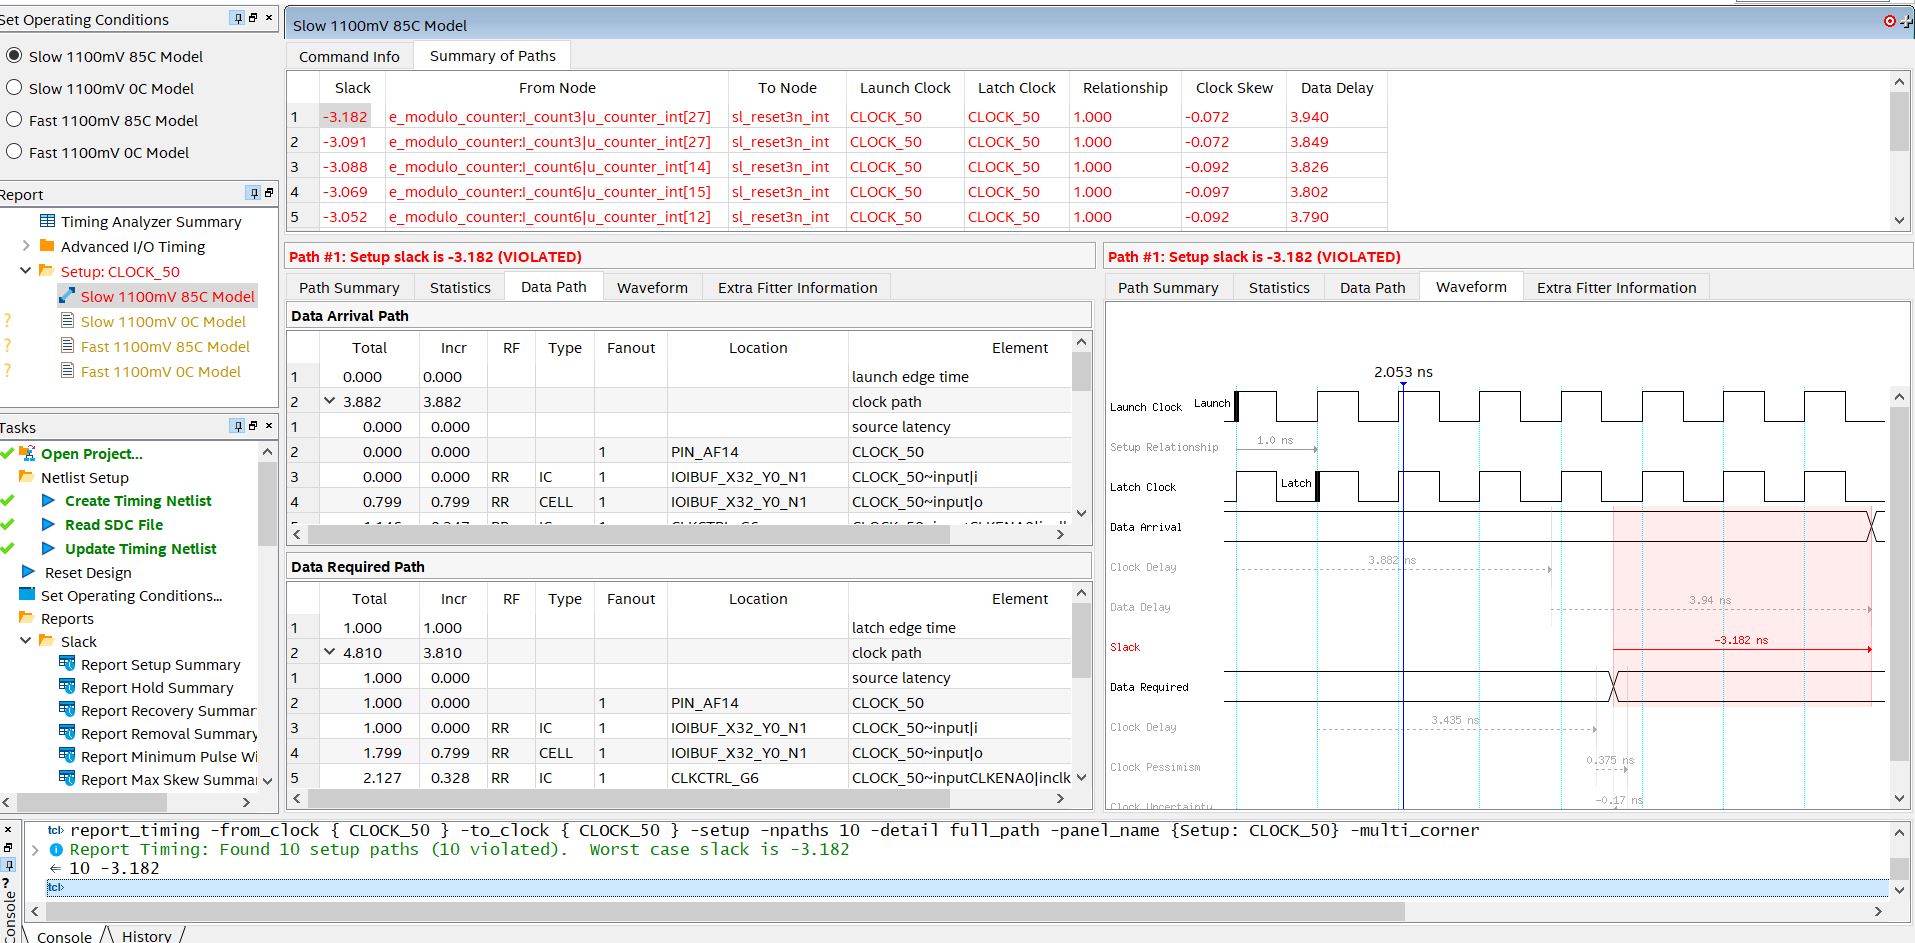 Set Operating Conditions
Slow 1100mV 85C Model
Slow 1100mV 0C Model
Fast 1100mV 85C Model
Fast 1100mV 0C Model
Report
Timing Analyzer Summary
Advanced I/O Timing
Setup: CLOCK_50
Slow 1100mV 85C Model
? Slow 1100mV 0C Model
? Fast 1100mV 85C Model
? Fast 1100mV 0C Model
Tasks
Open Project...
Netlist Setup
Create Timing Netlist
Read SDC File
Update Timing Netlist
Reset Design
Set Operating Conditions...
Reports
Slack
Report Setup Summary
Report Hold Summary
Report Recovery Summar
Report Removal Summary
Report Minimum Pulse Wi
Report Max Skew Summa
Slow 1100mV 85C Model
Command Info Summary of Paths
Slack From Node To Node Launch Clock Latch Clock Relationship Clock Skew Data Delay
1 -3.182 e_modulo_counter:I_count3|u_counter_int[27] sl_reset3n_int CLOCK_50 CLOCK_50 1.000 -0.072 3.940
2 -3.091 e_modulo_counter:I_count3|u_counter_int[27] sl_reset3n_int CLOCK_50 CLOCK_50 1.000 -0.072 3.849
3 -3.088 e_modulo_counter:I_count6|u_counter_int[14] sl_reset3n_int CLOCK_50 CLOCK_50 1.000 -0.092 3.826
4 -3.069 e_modulo_counter:I_count6|u_counter_int[15] sl_reset3n_int CLOCK_50 CLOCK_50 1.000 -0.097 3.802
5 -3.052 e_modulo_counter:I_count6|u_counter_int[12] sl_reset3n_int CLOCK_50 CLOCK_50 1.000 -0.092 3.790
Path #1: Setup slack is -3.182 (VIOLATED)
Path Summary Statistics Data Path Waveform Extra Fitter Information
Data Arrival Path
Total Incr RF Type Fanout Location Element
1 0.000 0.000 launch edge time
2 3.882 3.882 clock path
1 0.000 0.000 source latency
2 0.000 0.000 1 PIN_AF14 CLOCK_50
3 0.000 0.000 RR IC 1 IOIBUF_X32_Y0_N1 CLOCK_50~input|i
4 0.799 0.799 RR CELL 1 IOIBUF_X32_Y0_N1 CLOCK_50~input|o
Data Required Path
Total Incr RF Type Fanout Location Element
1 1.000 1.000 latch edge time
2 4.810 3.810 clock path
1 1.000 0.000 source latency
2 1.000 0.000 1 PIN_AF14 CLOCK_50
3 1.000 0.000 RR IC 1 IOIBUF_X32_Y0_N1 CLOCK_50~input|i
4 1.799 0.799 RR CELL 1 IOIBUF_X32_Y0_N1 CLOCK_50~input|o
5 2.127 0.328 RR IC 1 CLKCTRL_G6 CLOCK_50~inputCLKENA0|inclk
Path #1: Setup slack is -3.182 (VIOLATED)
Path Summary Statistics Data Path Waveform Extra Fitter Information
2.053 ns
Launch Clock Launch
Setup Relationship 1.0 ns
Latch Clock Latch
Data Arrival
Clock Delay 3.882 ns
Data Delay 3.94 ns
Slack -3.182 ns
Data Required
Clock Delay 3.435 ns
Clock Pessimism 0.375 ns
Clock Uncertainty -0.17 ns
tcl> report_timing -from_clock { CLOCK_50 } -to_clock { CLOCK_50 } -setup -npaths 10 -detail full_path -panel_name {Setup: CLOCK_50} -multi_corner
Report Timing: Found 10 setup paths (10 violated). Worst case slack is -3.182
10 -3.182
tcl>
Console
Console History